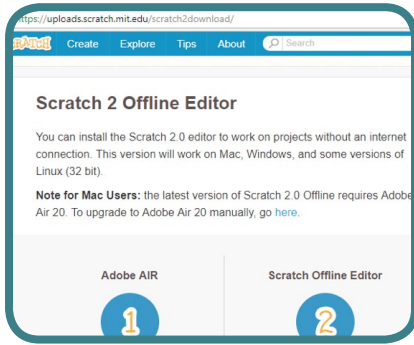 https://uploads.scratch.mit.edu/scratch2download/
SCRATCH Create Explore Tips About Search
Scratch 2 Offline Editor
You can install the Scratch 2.0 editor to work on projects without an internet
connection. This version will work on Mac, Windows, and some versions of
Linux (32 bit).
Note for Mac Users: the latest version of Scratch 2.0 Offline requires Adobe
Air 20. To upgrade to Adobe Air 20 manually, go here.
Adobe AIR Scratch Offline Editor
1 2